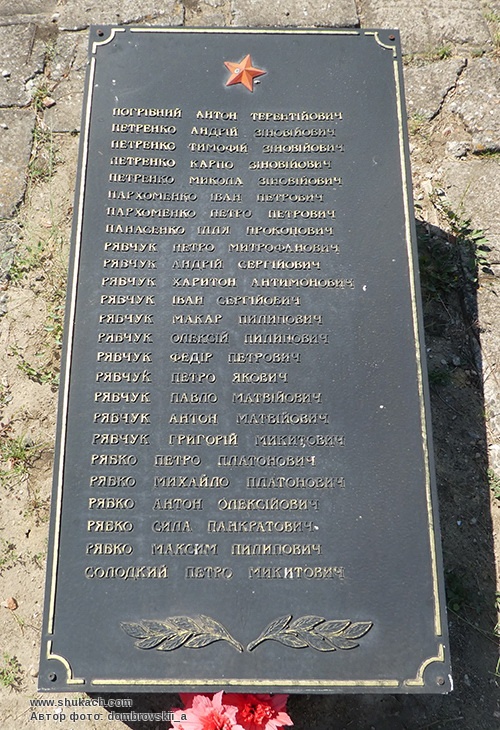 ПОГРІБНИЙ АНТОН ТЕРЕНТІЙОВИЧ
ПЕТРЕНКО АНДРІЙ ЗІНОВІЙОВИЧ
ПЕТРЕНКО ТИМОФІЙ ЗІНОВІЙОВИЧ
ПЕТРЕНКО КАРПО ЗІНОВІЙОВИЧ
ПЕТРЕНКО МИКОЛА ЗІНОВІЙОВИЧ
ПАРХОМЕНКО ІВАН ПЕТРОВИЧ
ПАРХОМЕНКО ПЕТРО ПЕТРОВИЧ
ПАНАСЕНКО ІЛЛЯ ПРОКОПОВИЧ
РЯБЧУК ПЕТРО МИТРОФАНОВИЧ
РЯБЧУК АНДРІЙ СЕРГІЙОВИЧ
РЯБЧУК ХАРИТОН АНТИМОНОВИЧ
РЯБЧУК ІВАН СЕРГІЙОВИЧ
РЯБЧУК МАКАР ПИЛИПОВИЧ
РЯБЧУК ОЛЕКСІЙ ПИЛИПОВИЧ
РЯБЧУК ФЕДІР ПЕТРОВИЧ
РЯБЧУК ПЕТРО ЯКОВИЧ
РЯБЧУК ПАВЛО МАТВІЙОВИЧ
РЯБЧУК АНТОН МАТВІЙОВИЧ
РЯБЧУК ГРИГОРІЙ МИКИТОВИЧ
РЯБКО ПЕТРО ПЛАТОНОВИЧ
РЯБКО МИХАЙЛО ПЛАТОНОВИЧ
РЯБКО АНТОН ОЛЕКСІЙОВИЧ
РЯБКО СИЛА ПАНКРАТОВИЧ
РЯБКО МАКСИМ ПИЛИПОВИЧ
СОЛОДКИЙ ПЕТРО МИКИТОВИЧ
www.shukach.com
Автор фото: dombrovskii_a